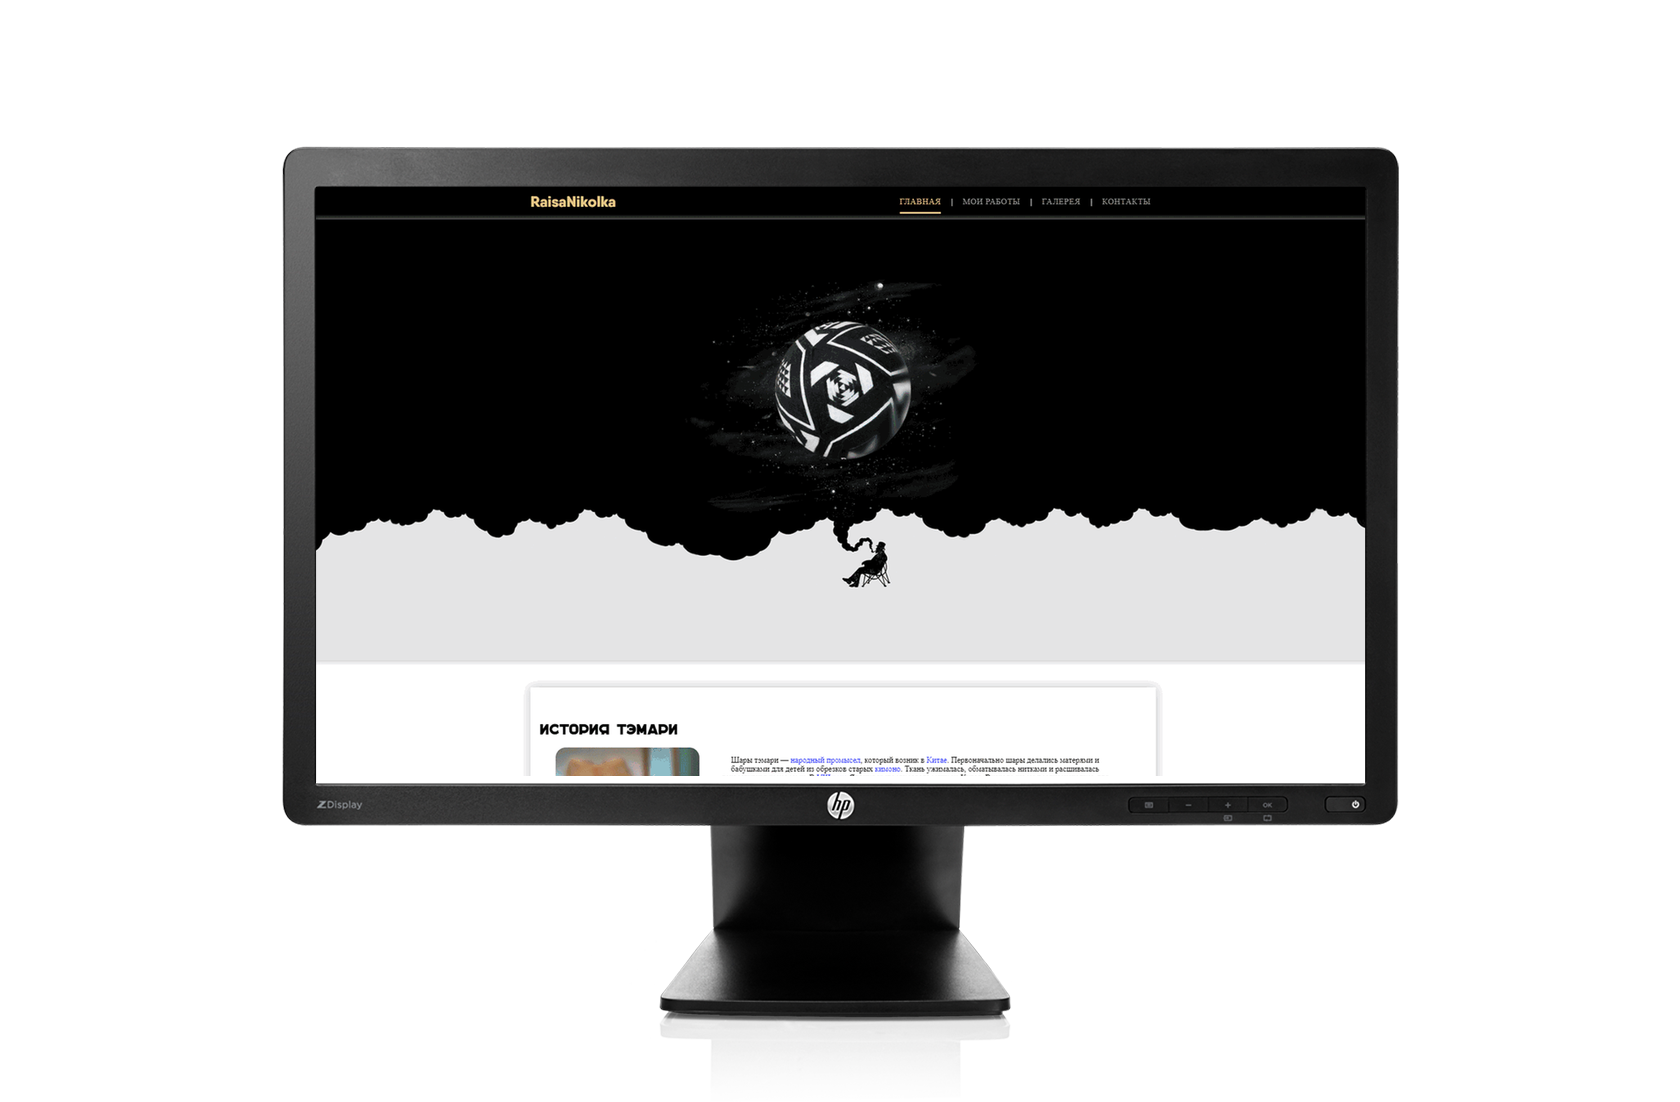 RaisaNikolka
ГЛАВНАЯ | МОИ РАБОТЫ | ГАЛЕРЕЯ | КОНТАКТЫ
ИСТОРИЯ ТЭМАРИ
Шары тэмари — народный промысел, который возник в Китае. Первоначально шары делались матерями и
бабушками для детей из обрезков старых кимоно. Ткань ужималась, обматывалась нитками и расшивалась
ZDisplay
hp
OK